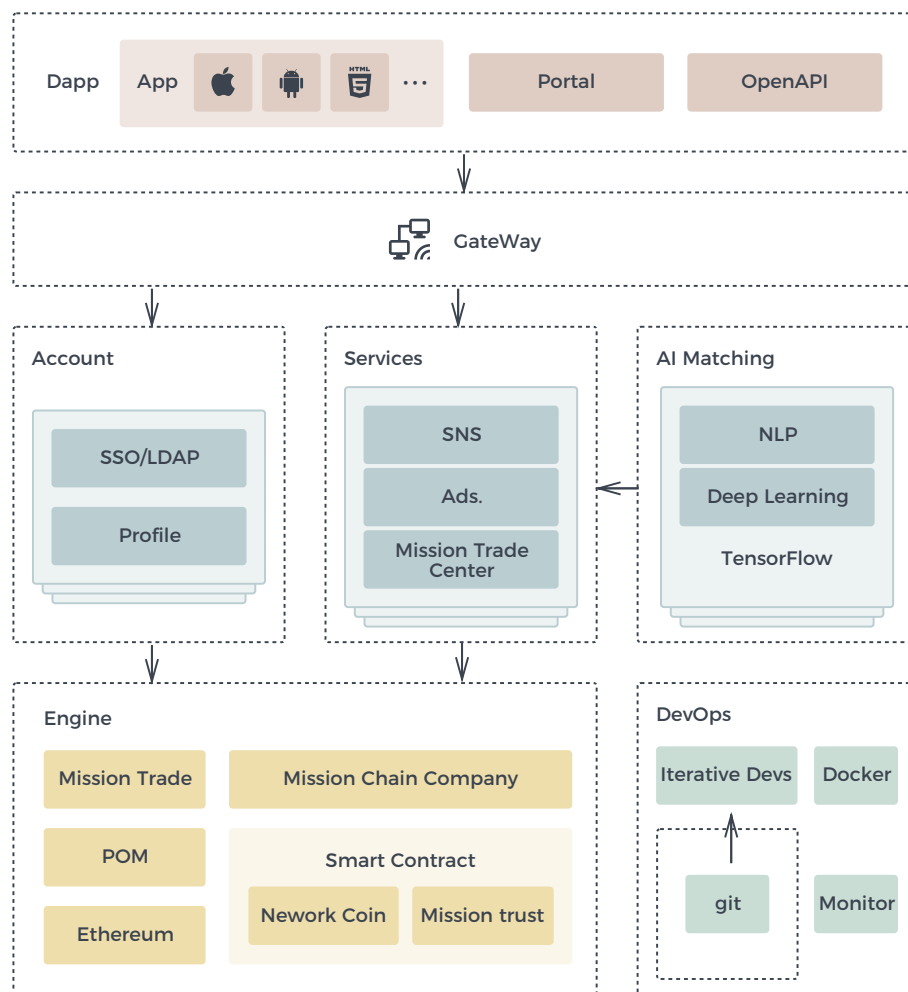 Dapp
App
HTML
5
...
Portal
OpenAPI
GateWay
Account
SSO/LDAP
Profile
Services
SNS
Ads.
Mission Trade
Center
AI Matching
NLP
Deep Learning
TensorFlow
Engine
Mission Trade
Mission Chain Company
POM
Smart Contract
Ethereum
Nework Coin
Mission trust
DevOps
Iterative Devs
Docker
git
Monitor